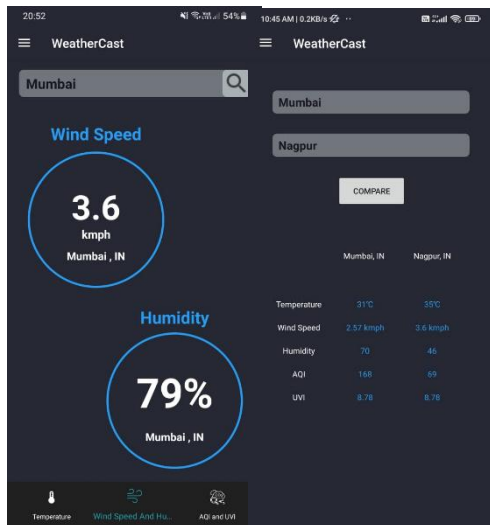 20:52 54%
WeatherCast
Mumbai
Wind Speed
3.6
kmph
Mumbai , IN
Humidity
79%
Mumbai , IN
Temperature Wind Speed And Hu... AQI and UVI
10:45 AM | 0.2KB/s
WeatherCast
Mumbai
Nagpur
COMPARE
Mumbai, IN Nagpur, IN
Temperature 31°C 35°C
Wind Speed 2.57 kmph 3.6 kmph
Humidity 70 46
AQI 168 69
UVI 8.78 8.78